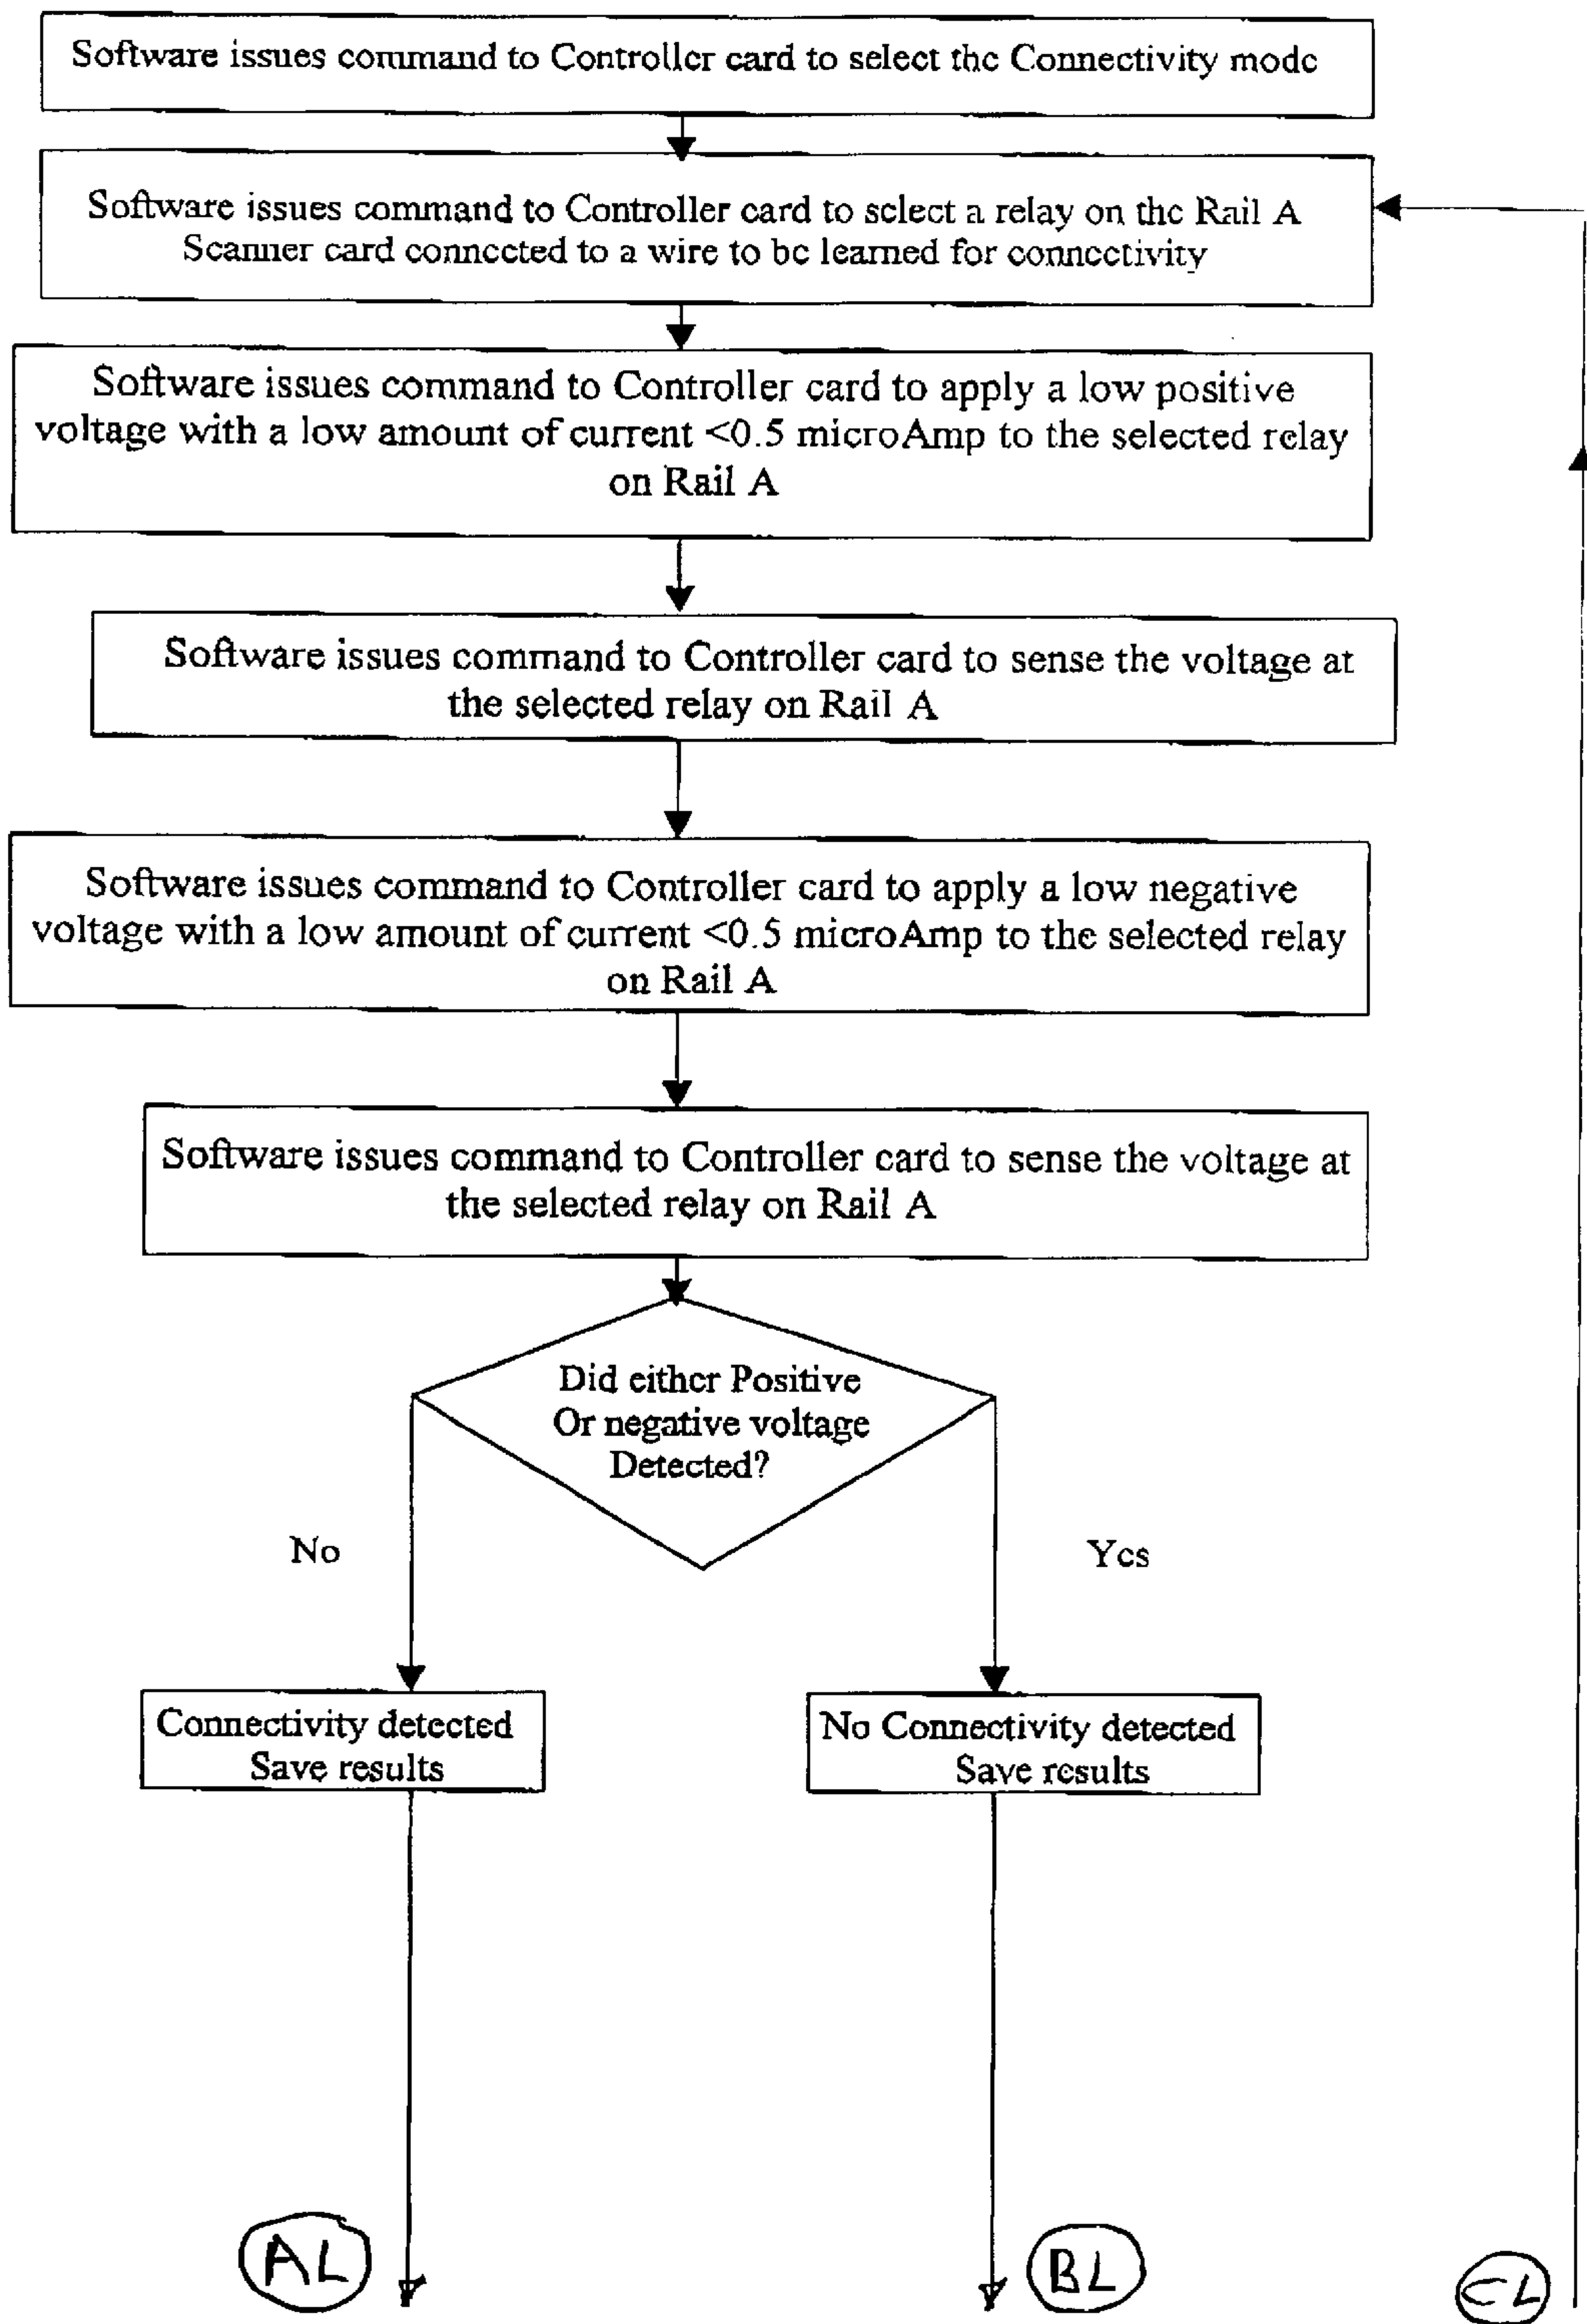 Software issues command to Controller card to select the Connectivity mode
Software issues command to Controller card to select a relay on the Rail A
Scanner card connected to a wire to be learned for connectivity
Software issues command to Controller card to apply a low positive
voltage with a low amount of current <0.5 microAmp to the selected relay
on Rail A
Software issues command to Controller card to sense the voltage at
the selected relay on Rail A
Software issues command to Controller card to apply a low negative
voltage with a low amount of current <0.5 microAmp to the selected relay
on Rail A
Software issues command to Controller card to sense the voltage at
the selected relay on Rail A
Did either Positive
Or negative voltage
Detected?
No
Yes
Connectivity detected
Save results
No Connectivity detected
Save results
AL
BL
CL